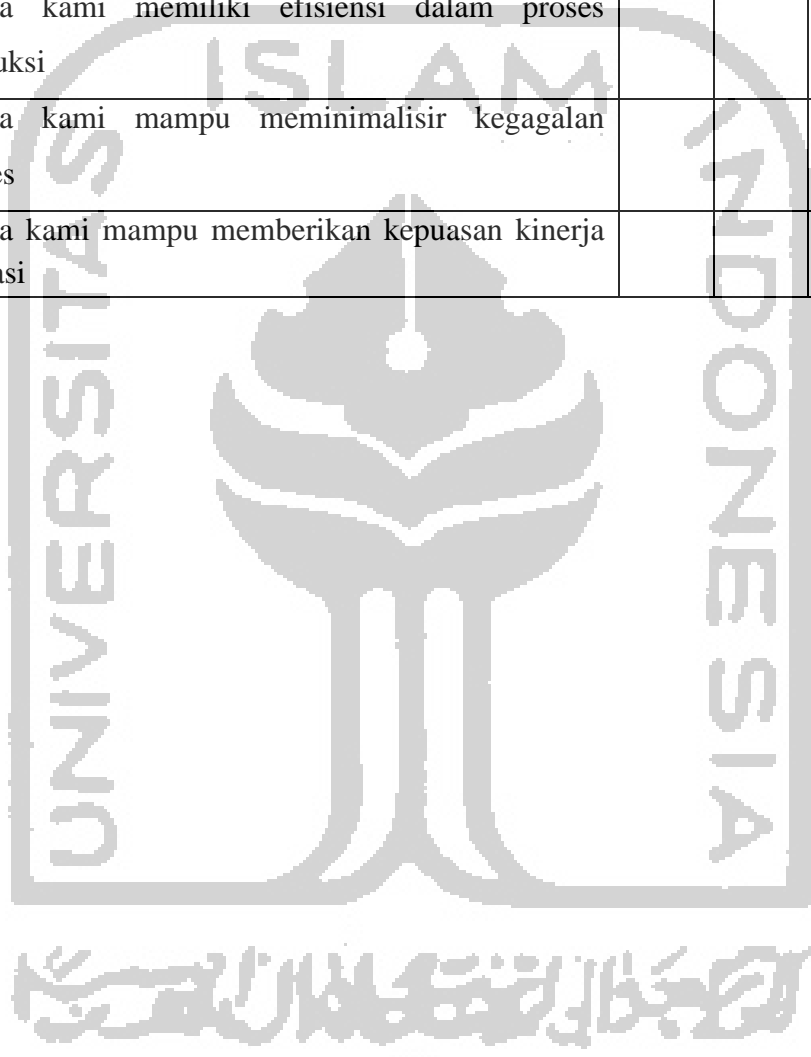 a kami memiliki efisiensi dalam proses
uksi
a kami mampu meminimalisir kegagalan
es
a kami mampu memberikan kepuasan kinerja
asi
ISLAM
UNIVERSITAS
INDONESIA